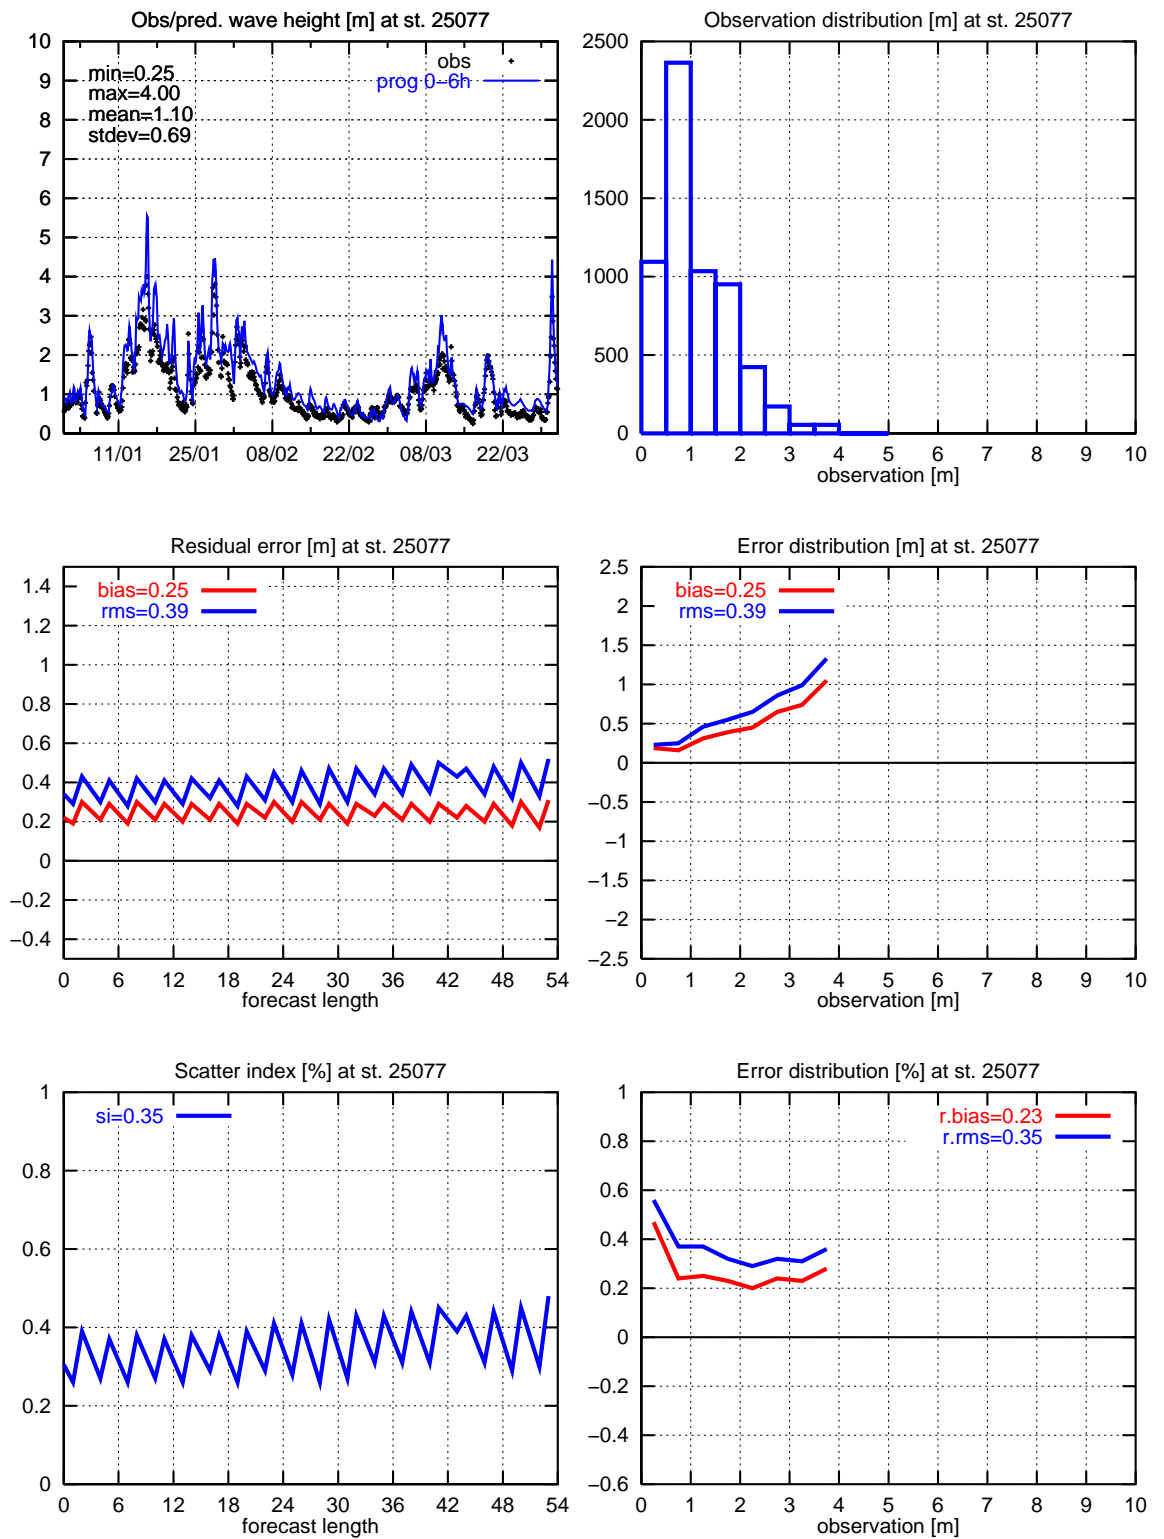 Obs/pred. wave height [m] at st. 25077
10
9
8
7
6
5
4
3
2
1
0
min=0.25
max=4.00
mean=1.10
stdev=0.69
obs
prog 0−6h
11/01 25/01 08/02 22/02 08/03 22/03
Observation distribution [m] at st. 25077
2500
2000
1500
1000
500
0
0 1 2 3 4 5 6 7 8 9 10
observation [m]
Residual error [m] at st. 25077
1.4
1.2
1
0.8
0.6
0.4
0.2
0
−0.2
−0.4
bias=0.25
rms=0.39
0 6 12 18 24 30 36 42 48 54
forecast length
Error distribution [m] at st. 25077
2.5
2
1.5
1
0.5
0
−0.5
−1
−1.5
−2
−2.5
bias=0.25
rms=0.39
0 1 2 3 4 5 6 7 8 9 10
observation [m]
Scatter index [%] at st. 25077
1
0.8
0.6
0.4
0.2
0
si=0.35
0 6 12 18 24 30 36 42 48 54
forecast length
Error distribution [%] at st. 25077
1
0.8
0.6
0.4
0.2
0
−0.2
−0.4
−0.6
r.bias=0.23
r.rms=0.35
0 1 2 3 4 5 6 7 8 9 10
observation [m]